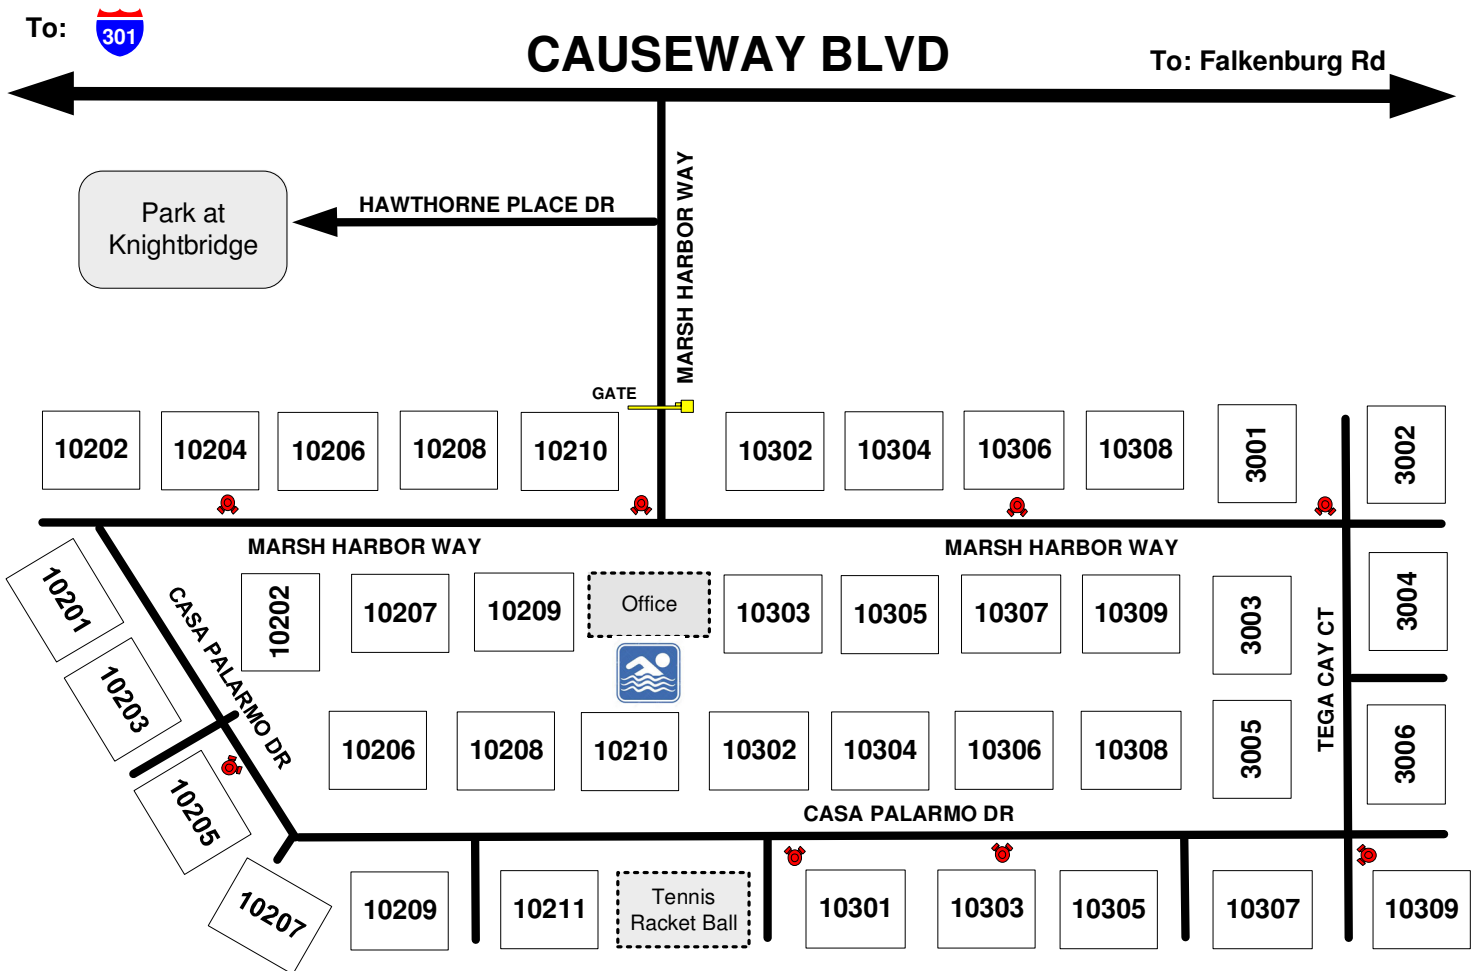 To:
301
CAUSEWAY BLVD
To: Falkenburg Rd
Park at
Knightbridge
HAWTHORNE PLACE DR
MARSH HARBOR WAY
GATE
10202
10204
10206
10208
10210
10302
10304
10306
10308
3001
3002
MARSH HARBOR WAY
MARSH HARBOR WAY
10201
CASA PALARMO DR
10202
10207
10209
Office
10303
10305
10307
10309
3003
TEGA CAY CT
3004
10203
10206
10208
10210
10302
10304
10306
10308
3005
3006
10205
CASA PALARMO DR
10207
10209
10211
Tennis
Racket Ball
10301
10303
10305
10307
10309